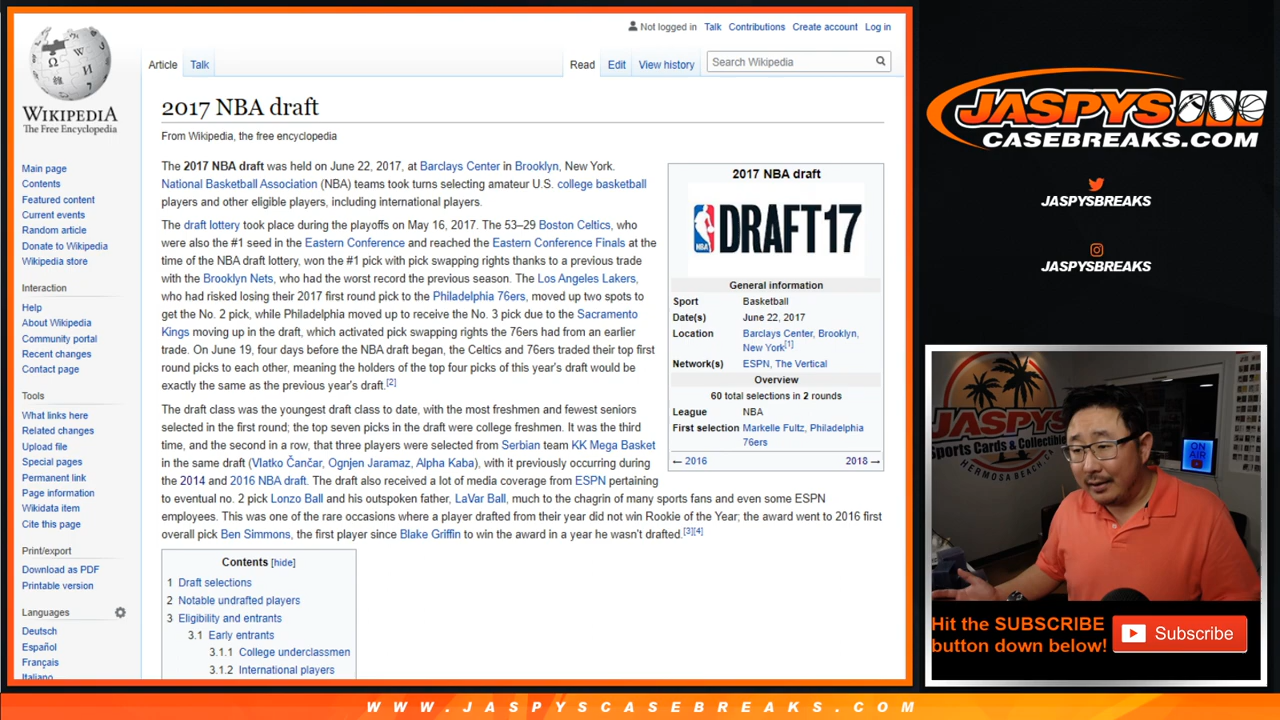 Not logged in Talk Contributions Create account Log in
Article Talk Read Edit View history Search Wikipedia
WIKIPEDIA
The Free Encyclopedia
2017 NBA draft
From Wikipedia, the free encyclopedia
Main page
Contents
Featured content
Current events
Random article
Donate to Wikipedia
Wikipedia store
Interaction
Help
About Wikipedia
Community portal
Recent changes
Contact page
Tools
What links here
Related changes
Upload file
Special pages
Permanent link
Page information
Wikidata item
Cite this page
Print/export
Download as PDF
Printable version
Languages
Deutsch
Español
Français
Italiano
The 2017 NBA draft was held on June 22, 2017, at Barclays Center in Brooklyn, New York.
National Basketball Association (NBA) teams took turns selecting amateur U.S. college basketball
players and other eligible players, including international players.
The draft lottery took place during the playoffs on May 16, 2017. The 53–29 Boston Celtics, who
were also the #1 seed in the Eastern Conference and reached the Eastern Conference Finals at the
time of the NBA draft lottery, won the #1 pick with pick swapping rights thanks to a previous trade
with the Brooklyn Nets, who had the worst record the previous season. The Los Angeles Lakers,
who had risked losing their 2017 first round pick to the Philadelphia 76ers, moved up two spots to
get the No. 2 pick, while Philadelphia moved up to receive the No. 3 pick due to the Sacramento
Kings moving up in the draft, which activated pick swapping rights the 76ers had from an earlier
trade. On June 19, four days before the NBA draft began, the Celtics and 76ers traded their top first
round picks to each other, meaning the holders of the top four picks of this year's draft would be
exactly the same as the previous year's draft.[2]
The draft class was the youngest draft class to date, with the most freshmen and fewest seniors
selected in the first round; the top seven picks in the draft were college freshmen. It was the third
time, and the second in a row, that three players were selected from Serbian team KK Mega Basket
in the same draft (Vlatko Čančar, Ognjen Jaramaz, Alpha Kaba), with it previously occurring during
the 2014 and 2016 NBA draft. The draft also received a lot of media coverage from ESPN pertaining
to eventual no. 2 pick Lonzo Ball and his outspoken father, LaVar Ball, much to the chagrin of many sports fans and even some ESPN
employees. This was one of the rare occasions where a player drafted from their year did not win Rookie of the Year; the award went to 2016 first
overall pick Ben Simmons, the first player since Blake Griffin to win the award in a year he wasn't drafted.[3][4]
2017 NBA draft
NBA DRAFT17
General information
Sport Basketball
Date(s) June 22, 2017
Location Barclays Center, Brooklyn,
New York[1]
Network(s) ESPN, The Vertical
Overview
60 total selections in 2 rounds
League NBA
First selection Markelle Fultz, Philadelphia
76ers
← 2016 2018 →
Contents [hide]
1 Draft selections
2 Notable undrafted players
3 Eligibility and entrants
3.1 Early entrants
3.1.1 College underclassmen
3.1.2 International players
JASPYS
CASEBREAKS.COM
JASPYSBREAKS
JASPYSBREAKS
JASPYS
Sports Cards & Collectibles
HERMOSA BEACH, CA
ON AIR
Hit the SUBSCRIBE
button down below!
Subscribe
WWW.JASPYSCASEBREAKS.COM